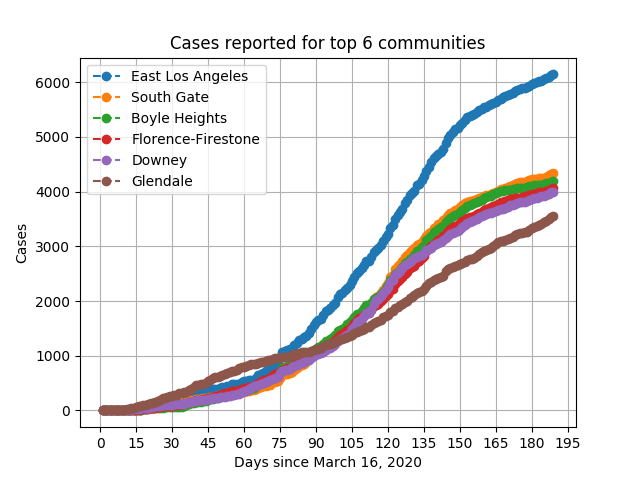 Cases reported for top 6 communities
East Los Angeles
South Gate
Boyle Heights
Florence-Firestone
Downey
Glendale
6000
5000
4000
3000
2000
1000
0
Cases
0 15 30 45 60 75 90 105 120 135 150 165 180 195
Days since March 16, 2020